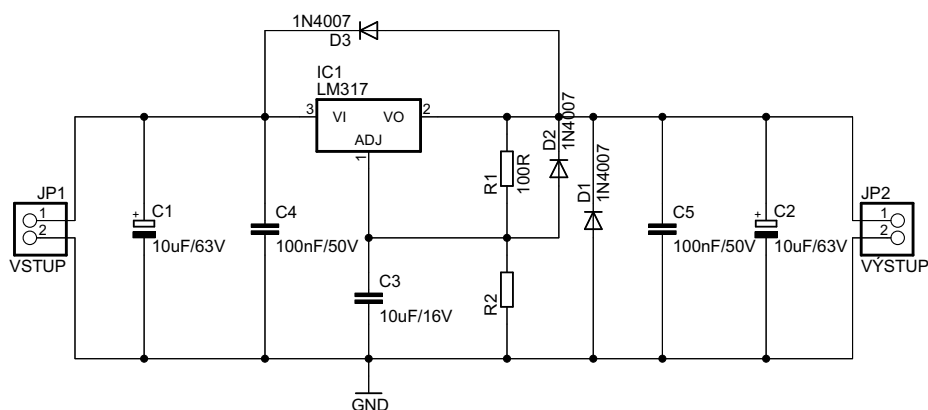 1N4007
D3
IC1
LM317
3
VI
VO
2
ADJ
1
D2
1N4007
R1
100R
D1
1N4007
JP1
1
2
VSTUP
+
C1
10uF/63V
C4
100nF/50V
C3
10uF/16V
R2
C5
100nF/50V
+
C2
10uF/63V
JP2
1
2
VÝSTUP
GND